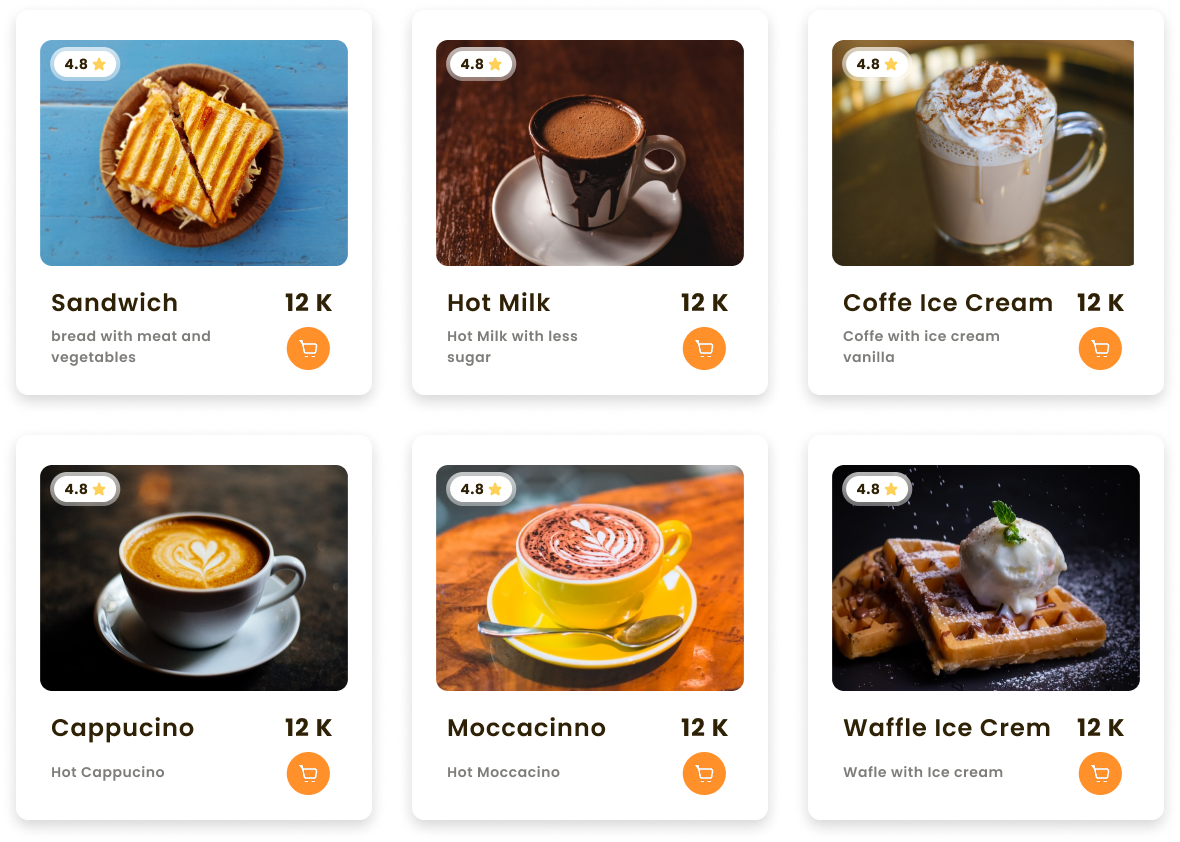 4.8
Sandwich 12 K
bread with meat and
vegetables
4.8
Hot Milk 12 K
Hot Milk with less
sugar
4.8
Coffe Ice Cream 12 K
Coffe with ice cream
vanilla
4.8
Cappucino 12 K
Hot Cappucino
4.8
Moccacinno 12 K
Hot Moccacino
4.8
Waffle Ice Crem 12 K
Wafle with Ice cream